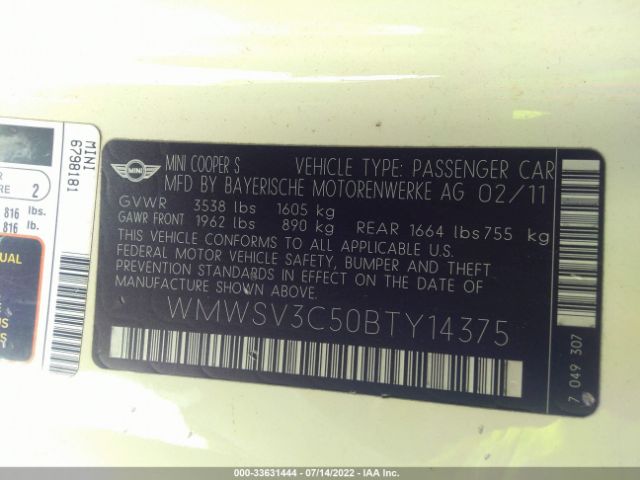 MINI
6798181
2
816 lbs.
816 lb.
MINI
MINI COOPER S VEHICLE TYPE: PASSENGER CAR
MFD BY BAYERISCHE MOTORENWERKE AG 02/11
GVWR 3538 lbs 1605 kg
GAWR FRONT 1962 lbs 890 kg REAR 1664 lbs 755 kg
THIS VEHICLE CONFORMS TO ALL APPLICABLE U.S.
FEDERAL MOTOR VEHICLE SAFETY, BUMPER AND THEFT
PREVENTION STANDARDS IN EFFECT ON THE DATE OF
MANUFACTURE SHOWN ABOVE.
WMWSV3C50BTY14375
7 049 307
000-33631444 - 07/14/2022 - IAA Inc.